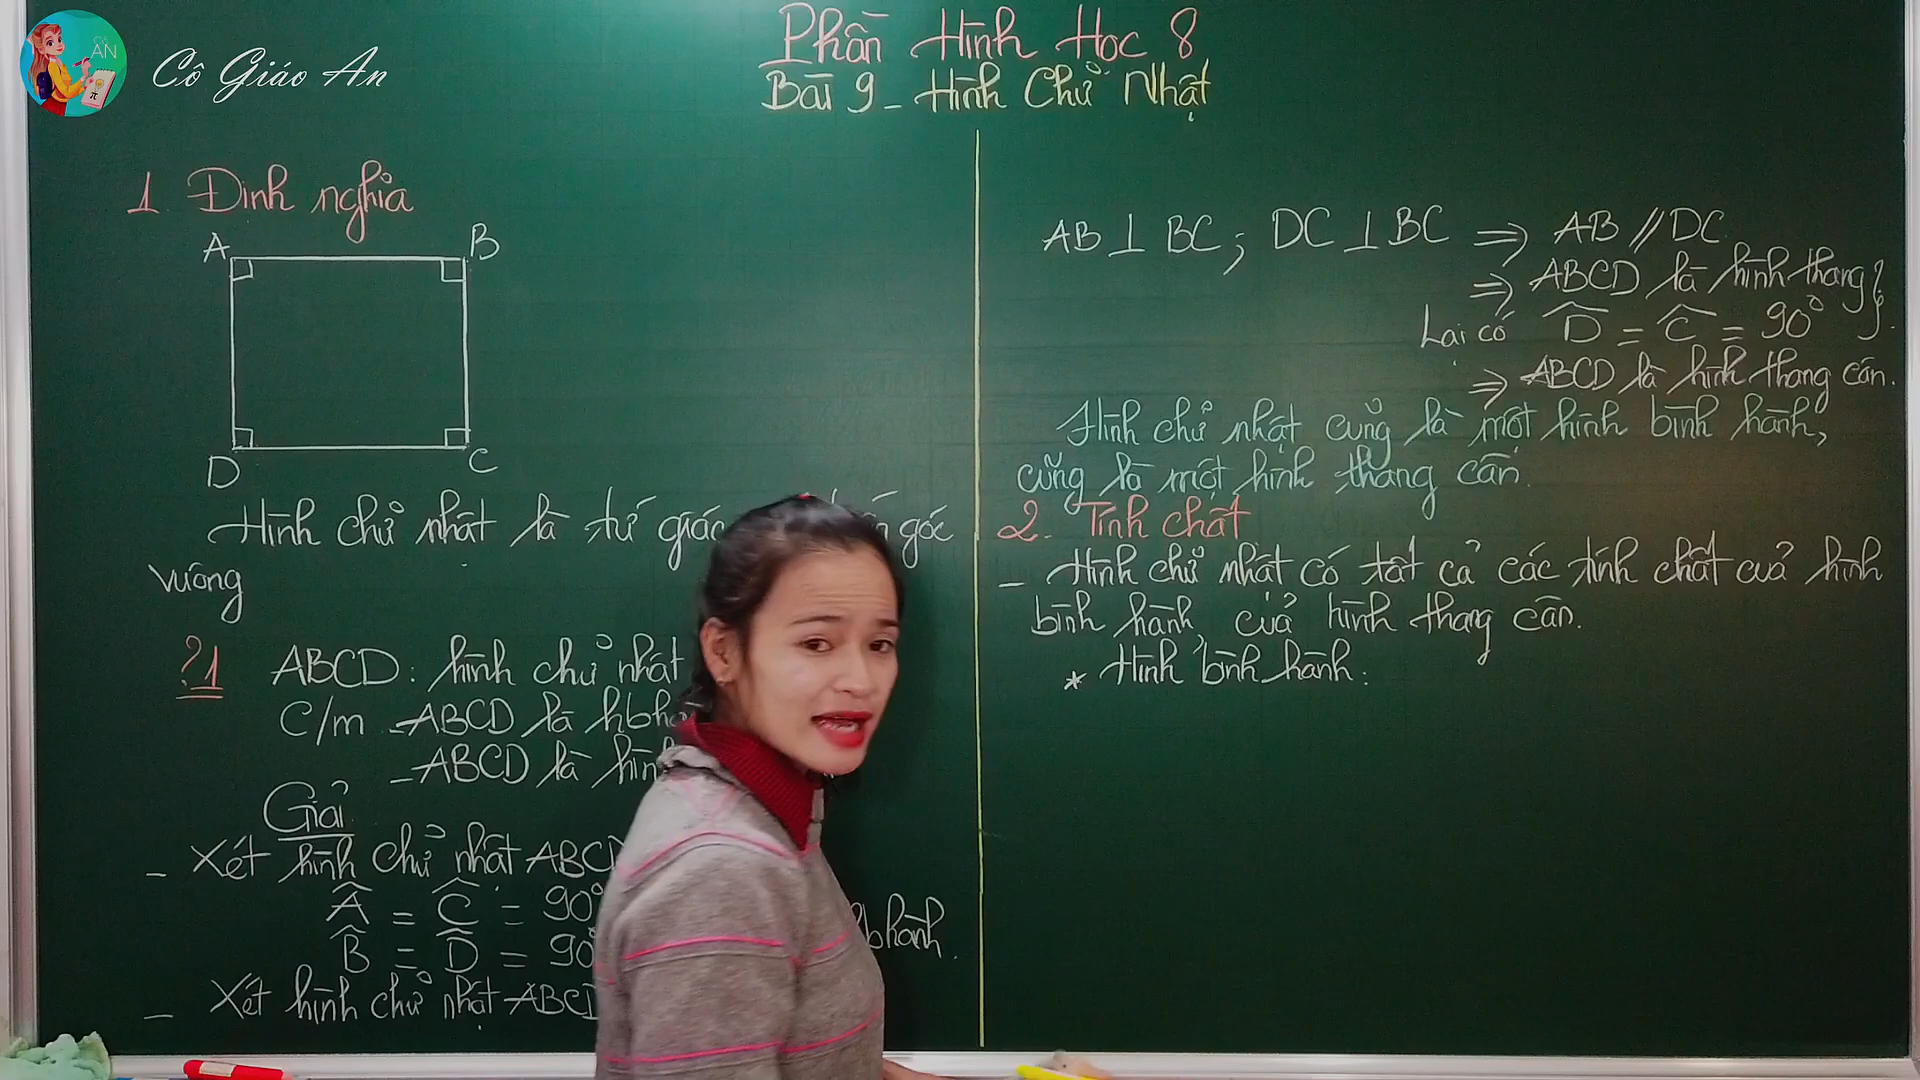 AN
Cô Giáo An
Phần Hình Học 8
Bài 9 - Hình Chữ Nhật
1. Định nghĩa
A B
D C
Hình chữ nhật là tứ giác góc
vuông
?1 ABCD: hình chữ nhật
C/m - ABCD là hbh
- ABCD là hìn
Giải
- Xét hình chữ nhật ABCD
Â = Ĉ = 90°
B̂ = D̂ = 90
bhành.
- Xét hình chữ nhật ABCD
AB ⊥ BC; DC ⊥ BC => AB // DC
=> ABCD là hình thang
Lại có D̂ = Ĉ = 90°
=> ABCD là hình thang cân.
Hình chữ nhật cũng là một hình bình hành,
cũng là một hình thang cân.
2. Tính chất
- Hình chữ nhật có tất cả các tính chất của hình
bình hành, của hình thang cân.
* Hình bình hành: